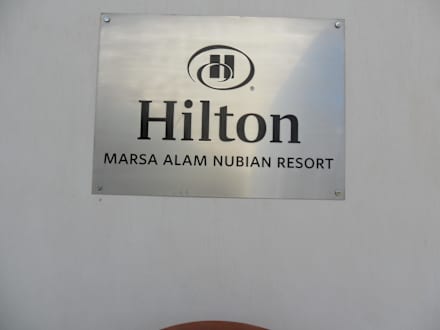 H
®
Hilton
MARSA ALAM NUBIAN RESORT